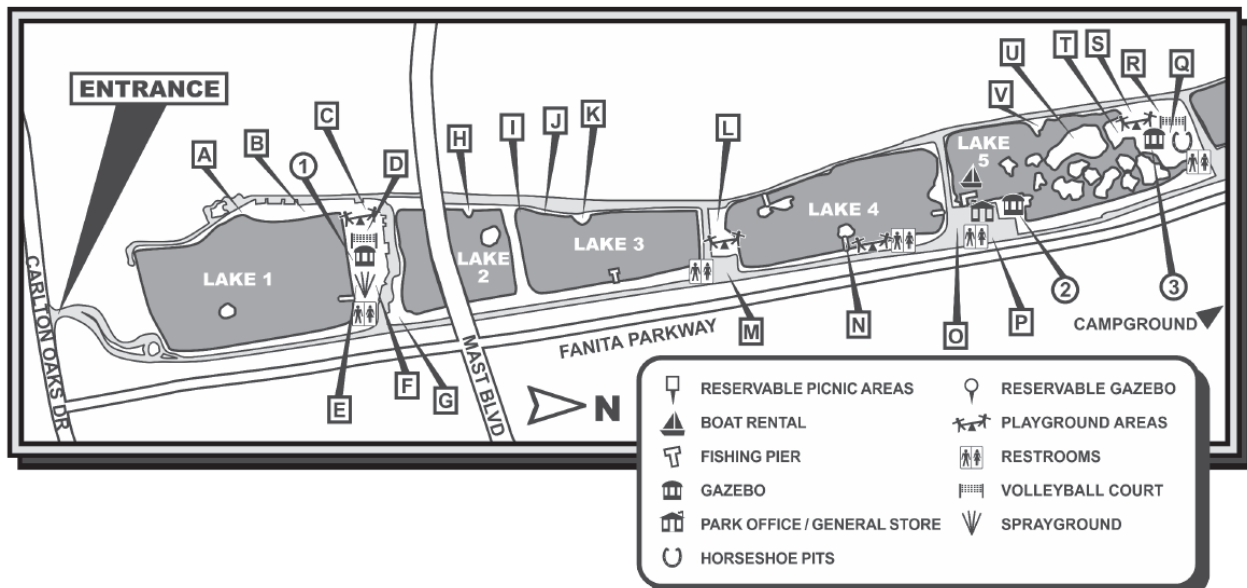 ENTRANCE
A
B
1
C
D
H
I
J
K
L
U
T
S
R
Q
V
LAKE 1
LAKE
2
LAKE 3
LAKE 4
LAKE
5
CARLTON OAKS DR
MAST BLVD
FANITA PARKWAY
E
F
G
M
N
O
P
2
3
CAMPGROUND
N
RESERVABLE PICNIC AREAS
BOAT RENTAL
FISHING PIER
GAZEBO
PARK OFFICE / GENERAL STORE
HORSESHOE PITS
RESERVABLE GAZEBO
PLAYGROUND AREAS
RESTROOMS
VOLLEYBALL COURT
SPRAYGROUND